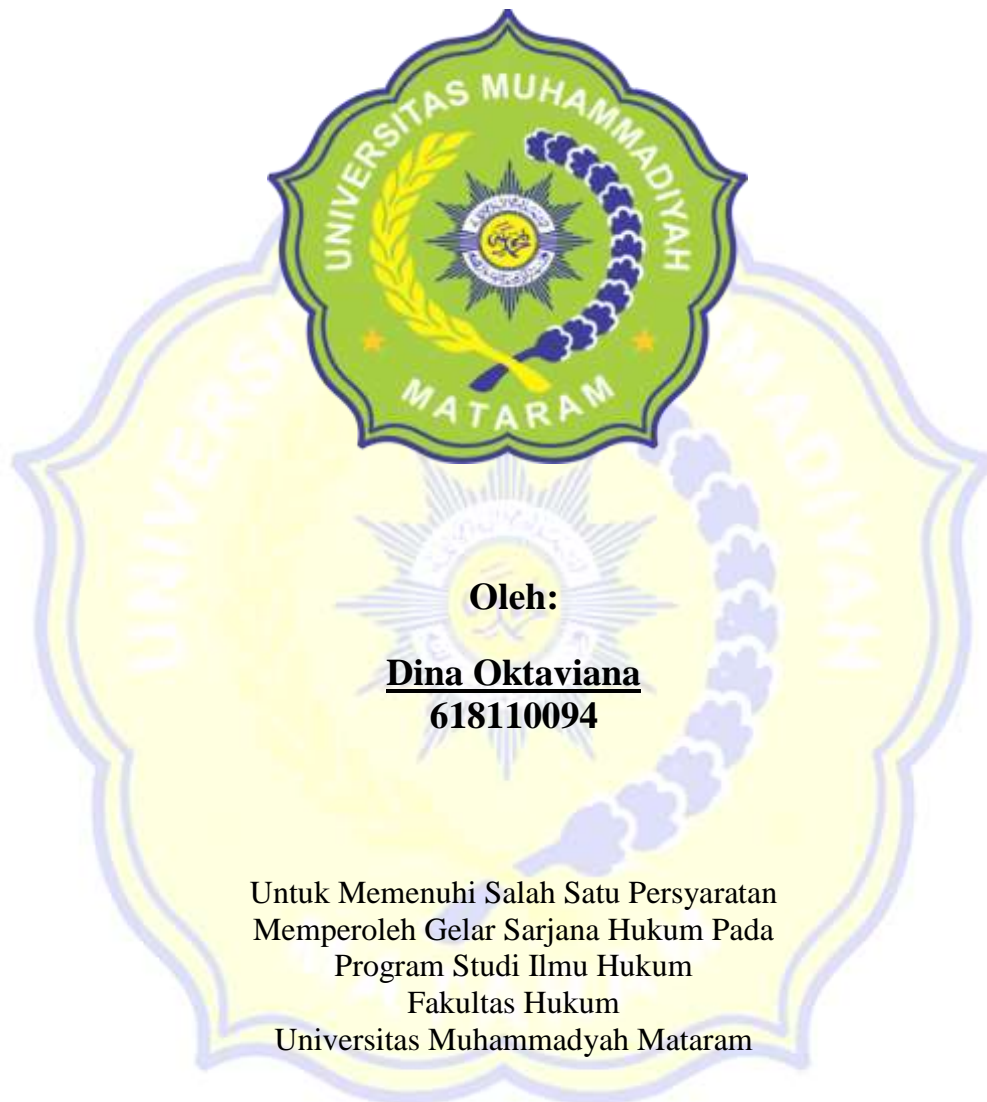 UNIVERSITAS MUHAMMADIYAH
MATARAM
Oleh:
Dina Oktaviana
618110094
Untuk Memenuhi Salah Satu Persyaratan
Memperoleh Gelar Sarjana Hukum Pada
Program Studi Ilmu Hukum
Fakultas Hukum
Universitas Muhammadyah Mataram